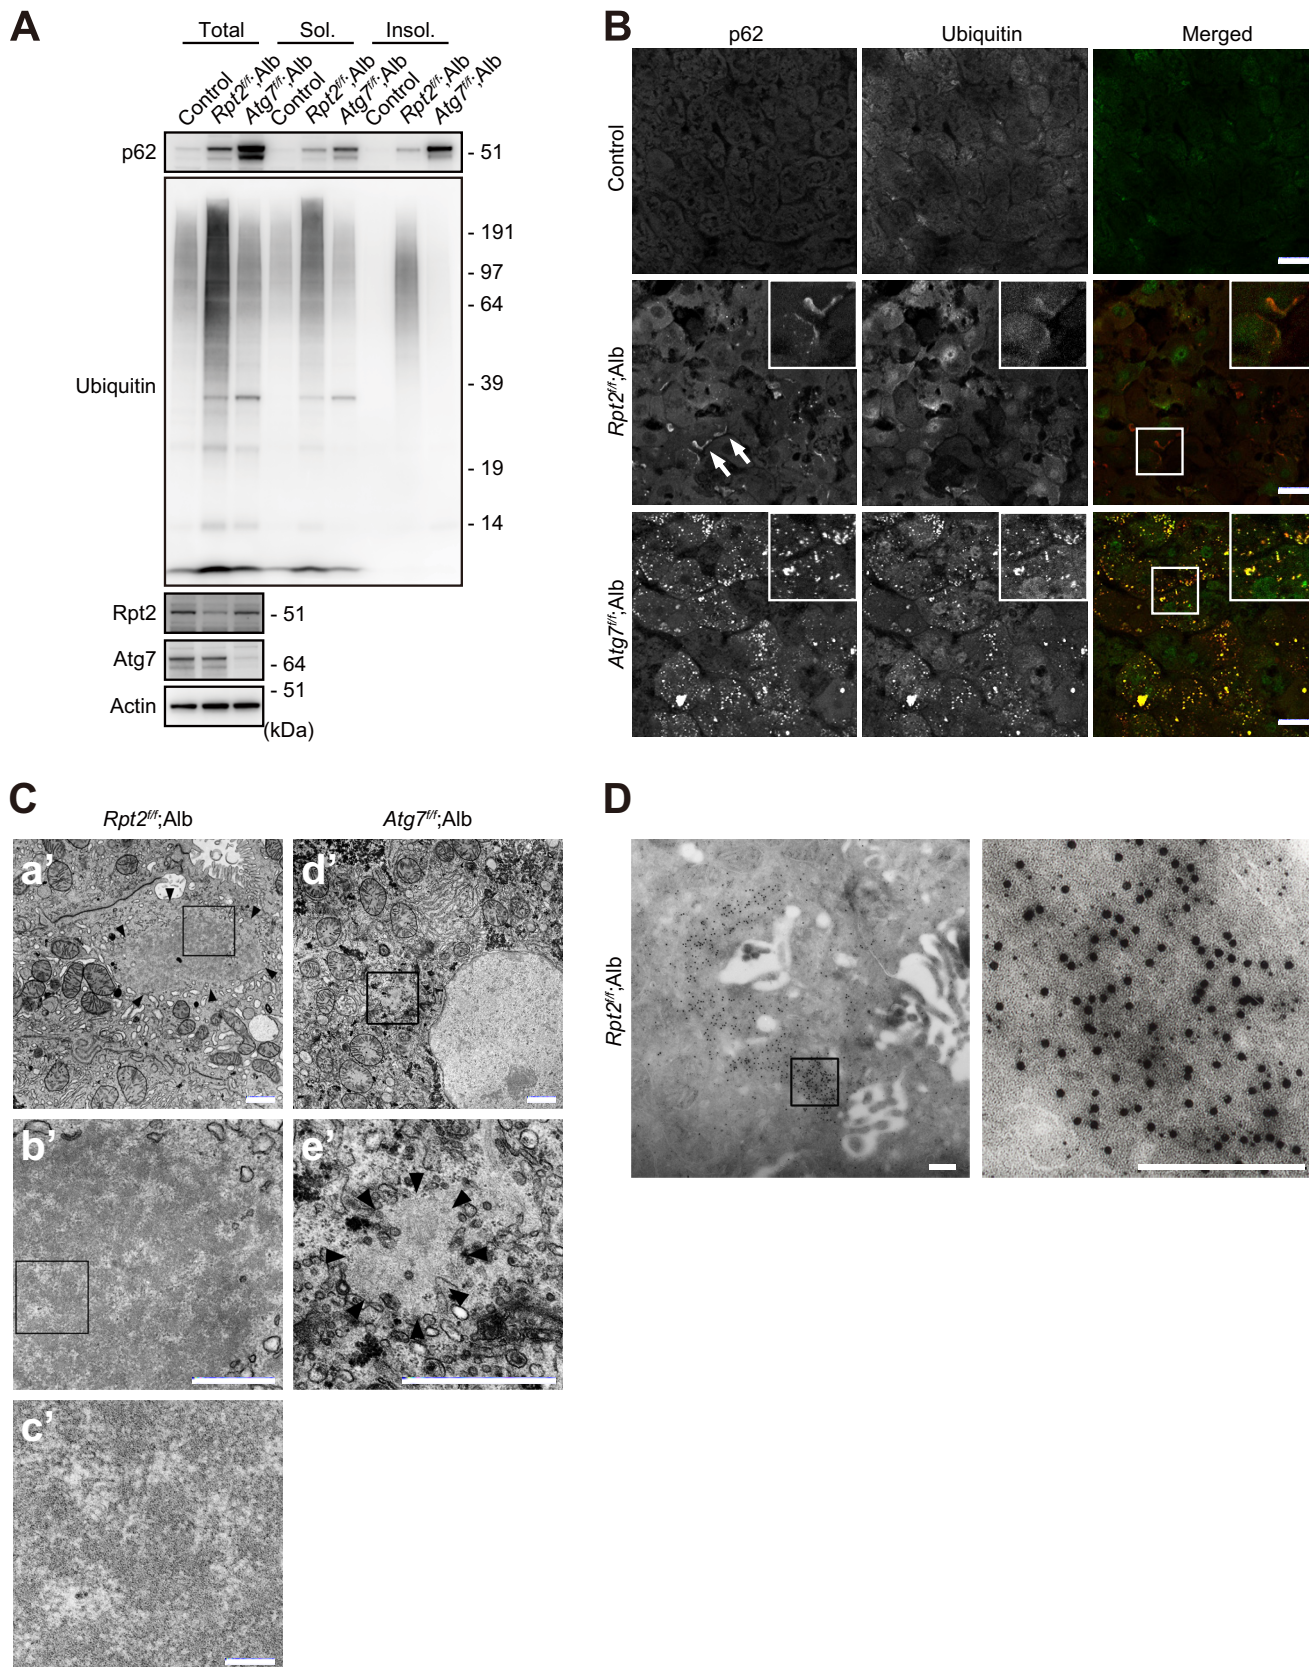 A
Total Sol. Insol.
Control Rpt2f/f;Alb Atg7f/f;Alb Control Rpt2f/f;Alb Atg7f/f;Alb Control Rpt2f/f;Alb Atg7f/f;Alb
p62 - 51
Ubiquitin
- 191
- 97
- 64
- 39
- 19
- 14
Rpt2 - 51
Atg7 - 64
- 51
Actin
(kDa)
B
p62 Ubiquitin Merged
Control
Rpt2f/f;Alb
Atg7f/f;Alb
C
Rpt2f/f;Alb Atg7f/f;Alb
a' d'
b' e'
c'
D
Rpt2f/f;Alb